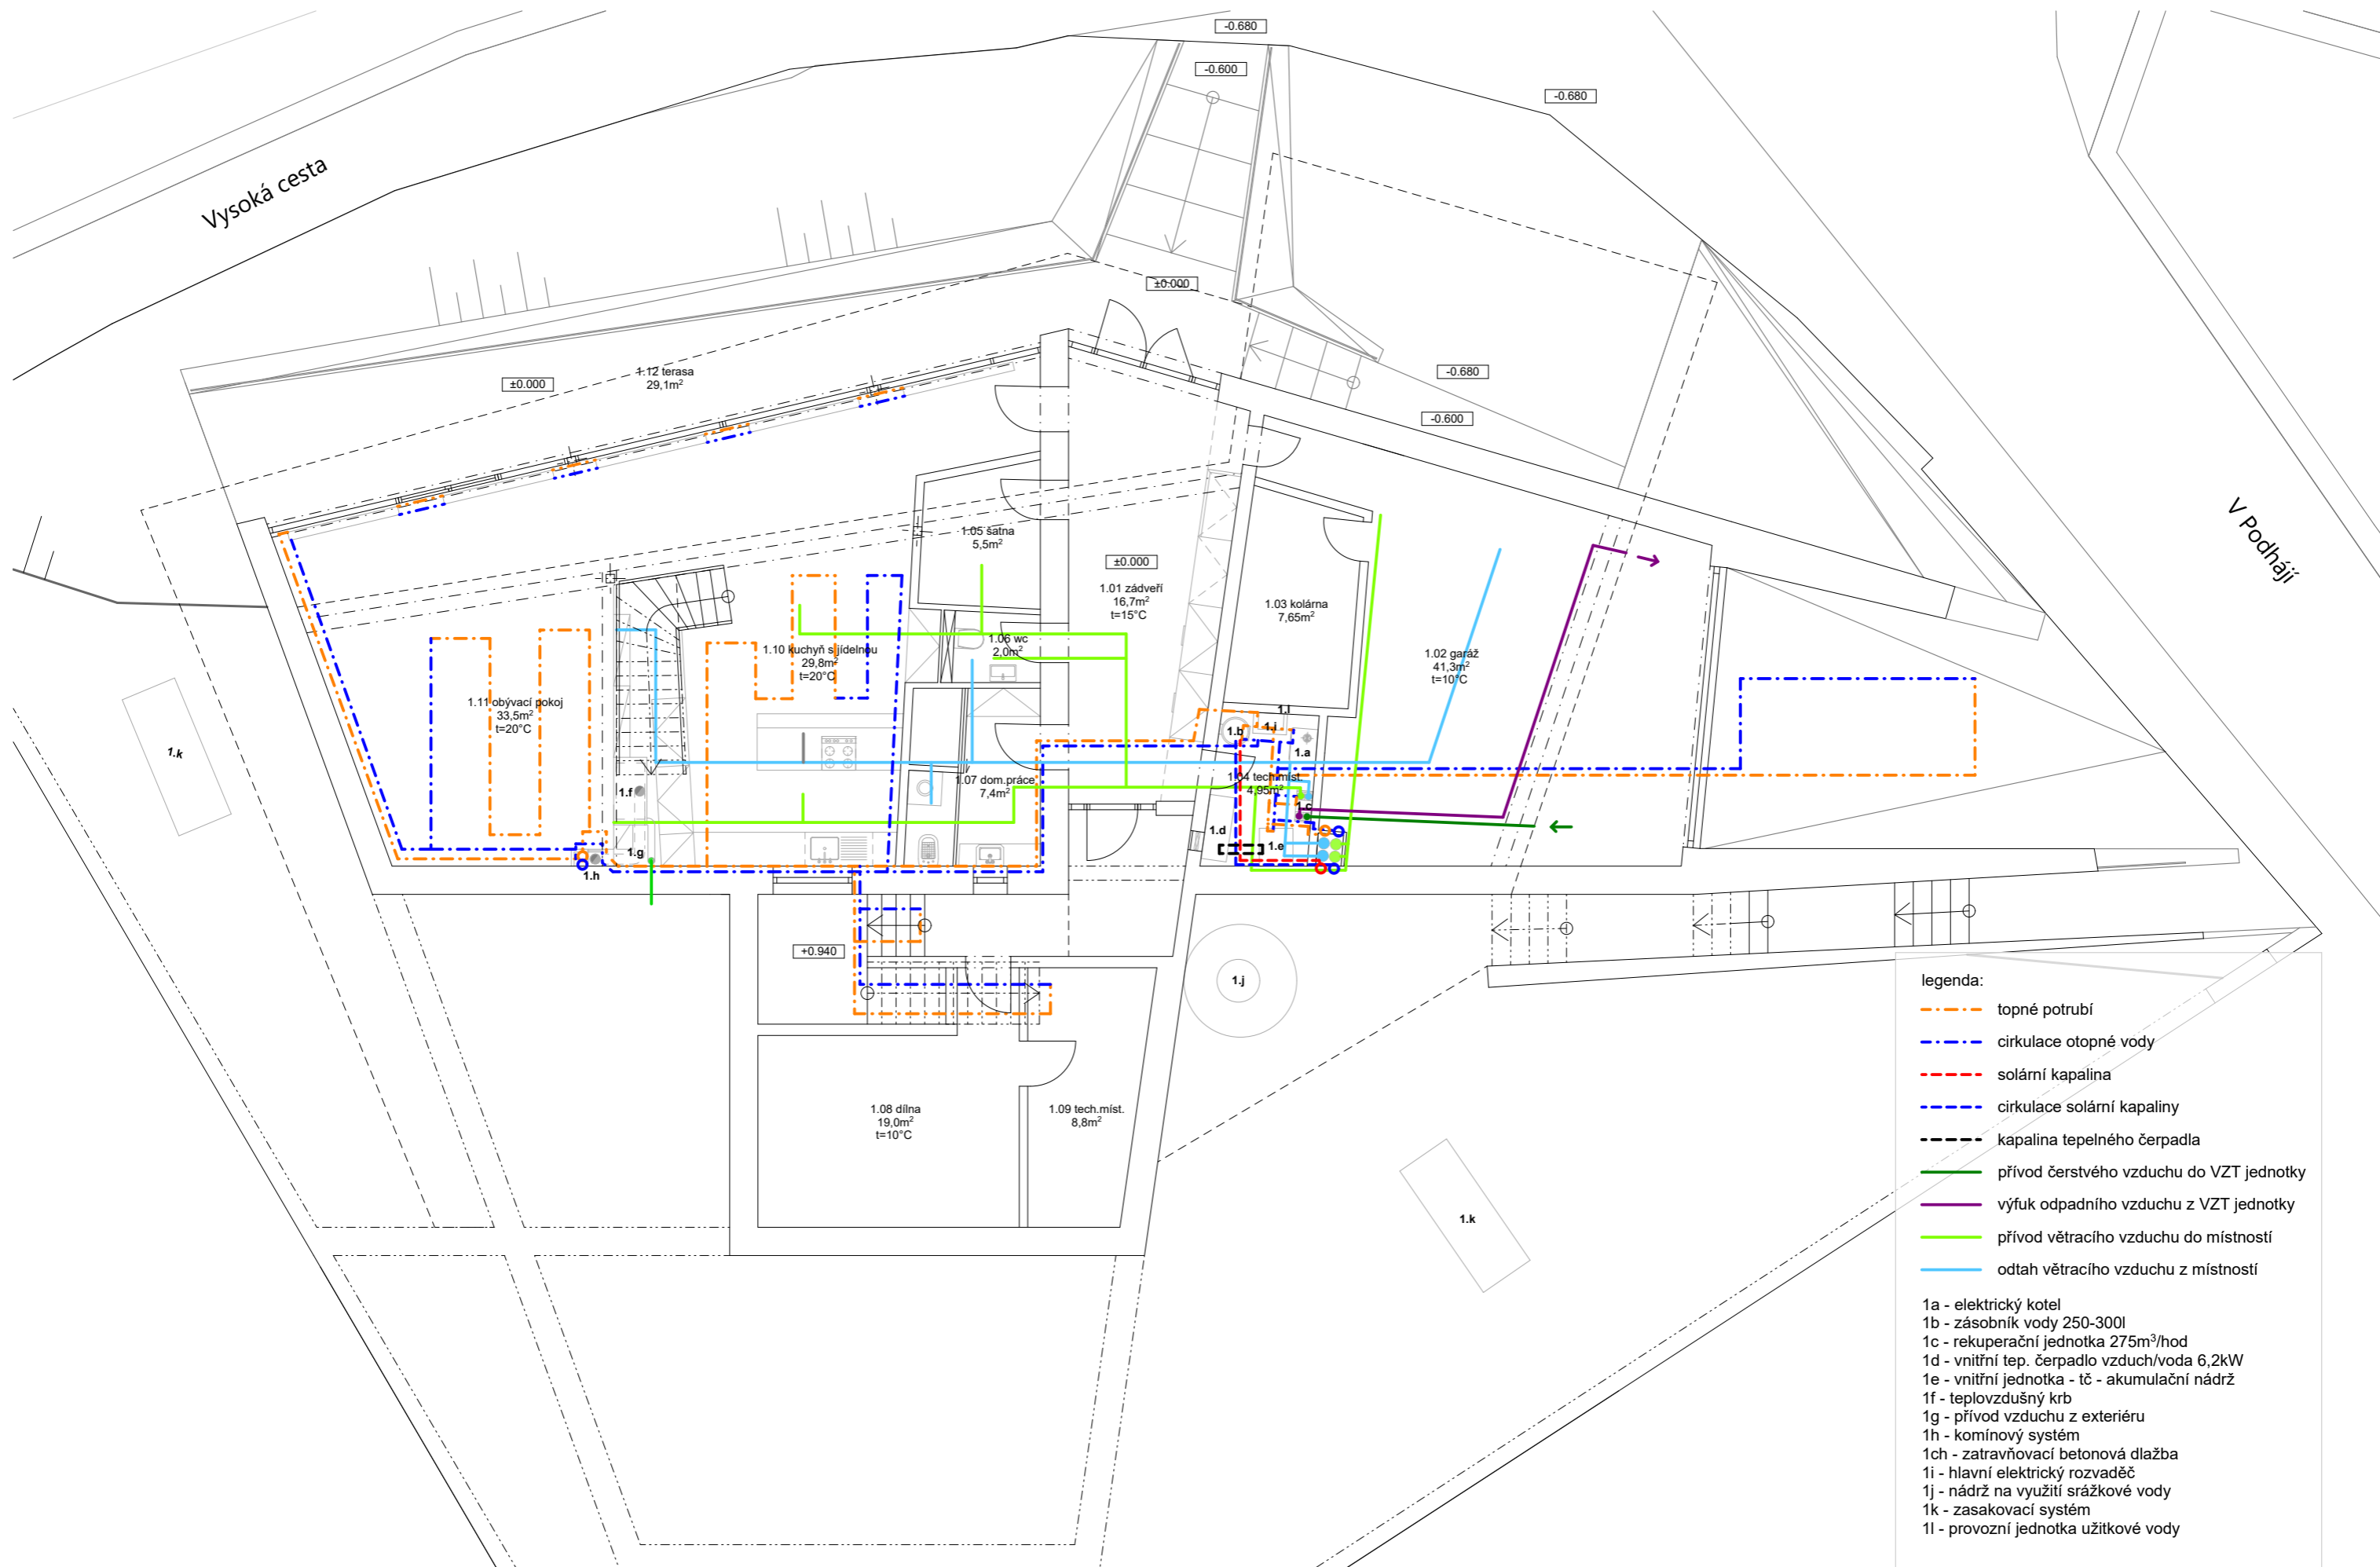 -0.680
-0.600
-0.680
Vysoká cesta
±0.000
1.12 terasa
29,1m²
±0.000
-0.680
-0.600
V Podhájí
1.05 šatna
5,5m²
±0.000
1.01 zádveří
16,7m²
t=15°C
1.03 kolárna
7,65m²
1.06 wc
2,0m²
1.10 kuchyň s jídelnou
29,8m²
t=20°C
1.02 garáž
41,3m²
t=10°C
1.11 obývací pokoj
33,5m²
t=20°C
1.l
1.i
1.b
1.k
1.a
1.07 dom.práce
7,4m²
1.04 tech.míst.
4,95m²
1.f
1.c
1.d
1.e
1.g
1.h
+0.940
1.j
1.08 dílna
19,0m²
t=10°C
1.09 tech.míst.
8,8m²
1.k
legenda:
topné potrubí
cirkulace otopné vody
solární kapalina
cirkulace solární kapaliny
kapalina tepelného čerpadla
přívod čerstvého vzduchu do VZT jednotky
výfuk odpadního vzduchu z VZT jednotky
přívod větracího vzduchu do místností
odtah větracího vzduchu z místností
1a - elektrický kotel
1b - zásobník vody 250-300l
1c - rekuperační jednotka 275m³/hod
1d - vnitřní tep. čerpadlo vzduch/voda 6,2kW
1e - vnitřní jednotka - tč - akumulační nádrž
1f - teplovzdušný krb
1g - přívod vzduchu z exteriéru
1h - komínový systém
1ch - zatravňovací betonová dlažba
1i - hlavní elektrický rozvaděč
1j - nádrž na využití srážkové vody
1k - zasakovací systém
1l - provozní jednotka užitkové vody